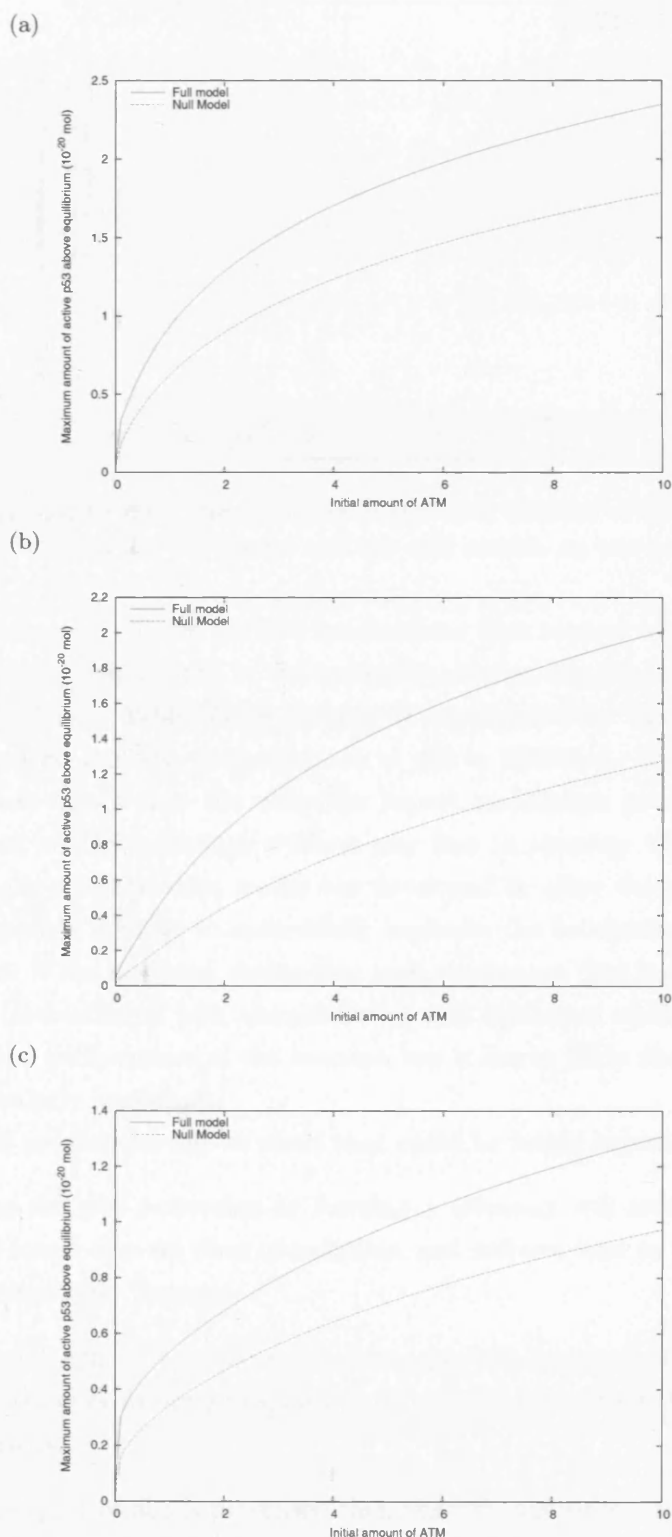 (a)
Maximum amount of active p53 above equilibrium (10^-20 mol)
2.5
2
1.5
1
0.5
0
Full model
Null Model
0 2 4 6 8 10
Initial amount of ATM
(b)
Maximum amount of active p53 above equilibrium (10^-20 mol)
2.2
2
1.8
1.6
1.4
1.2
1
0.8
0.6
0.4
0.2
0
Full model
Null Model
0 2 4 6 8 10
Initial amount of ATM
(c)
Maximum amount of active p53 above equilibrium (10^-20 mol)
1.4
1.2
1
0.8
0.6
0.4
0.2
0
Full model
Null Model
0 2 4 6 8 10
Initial amount of ATM